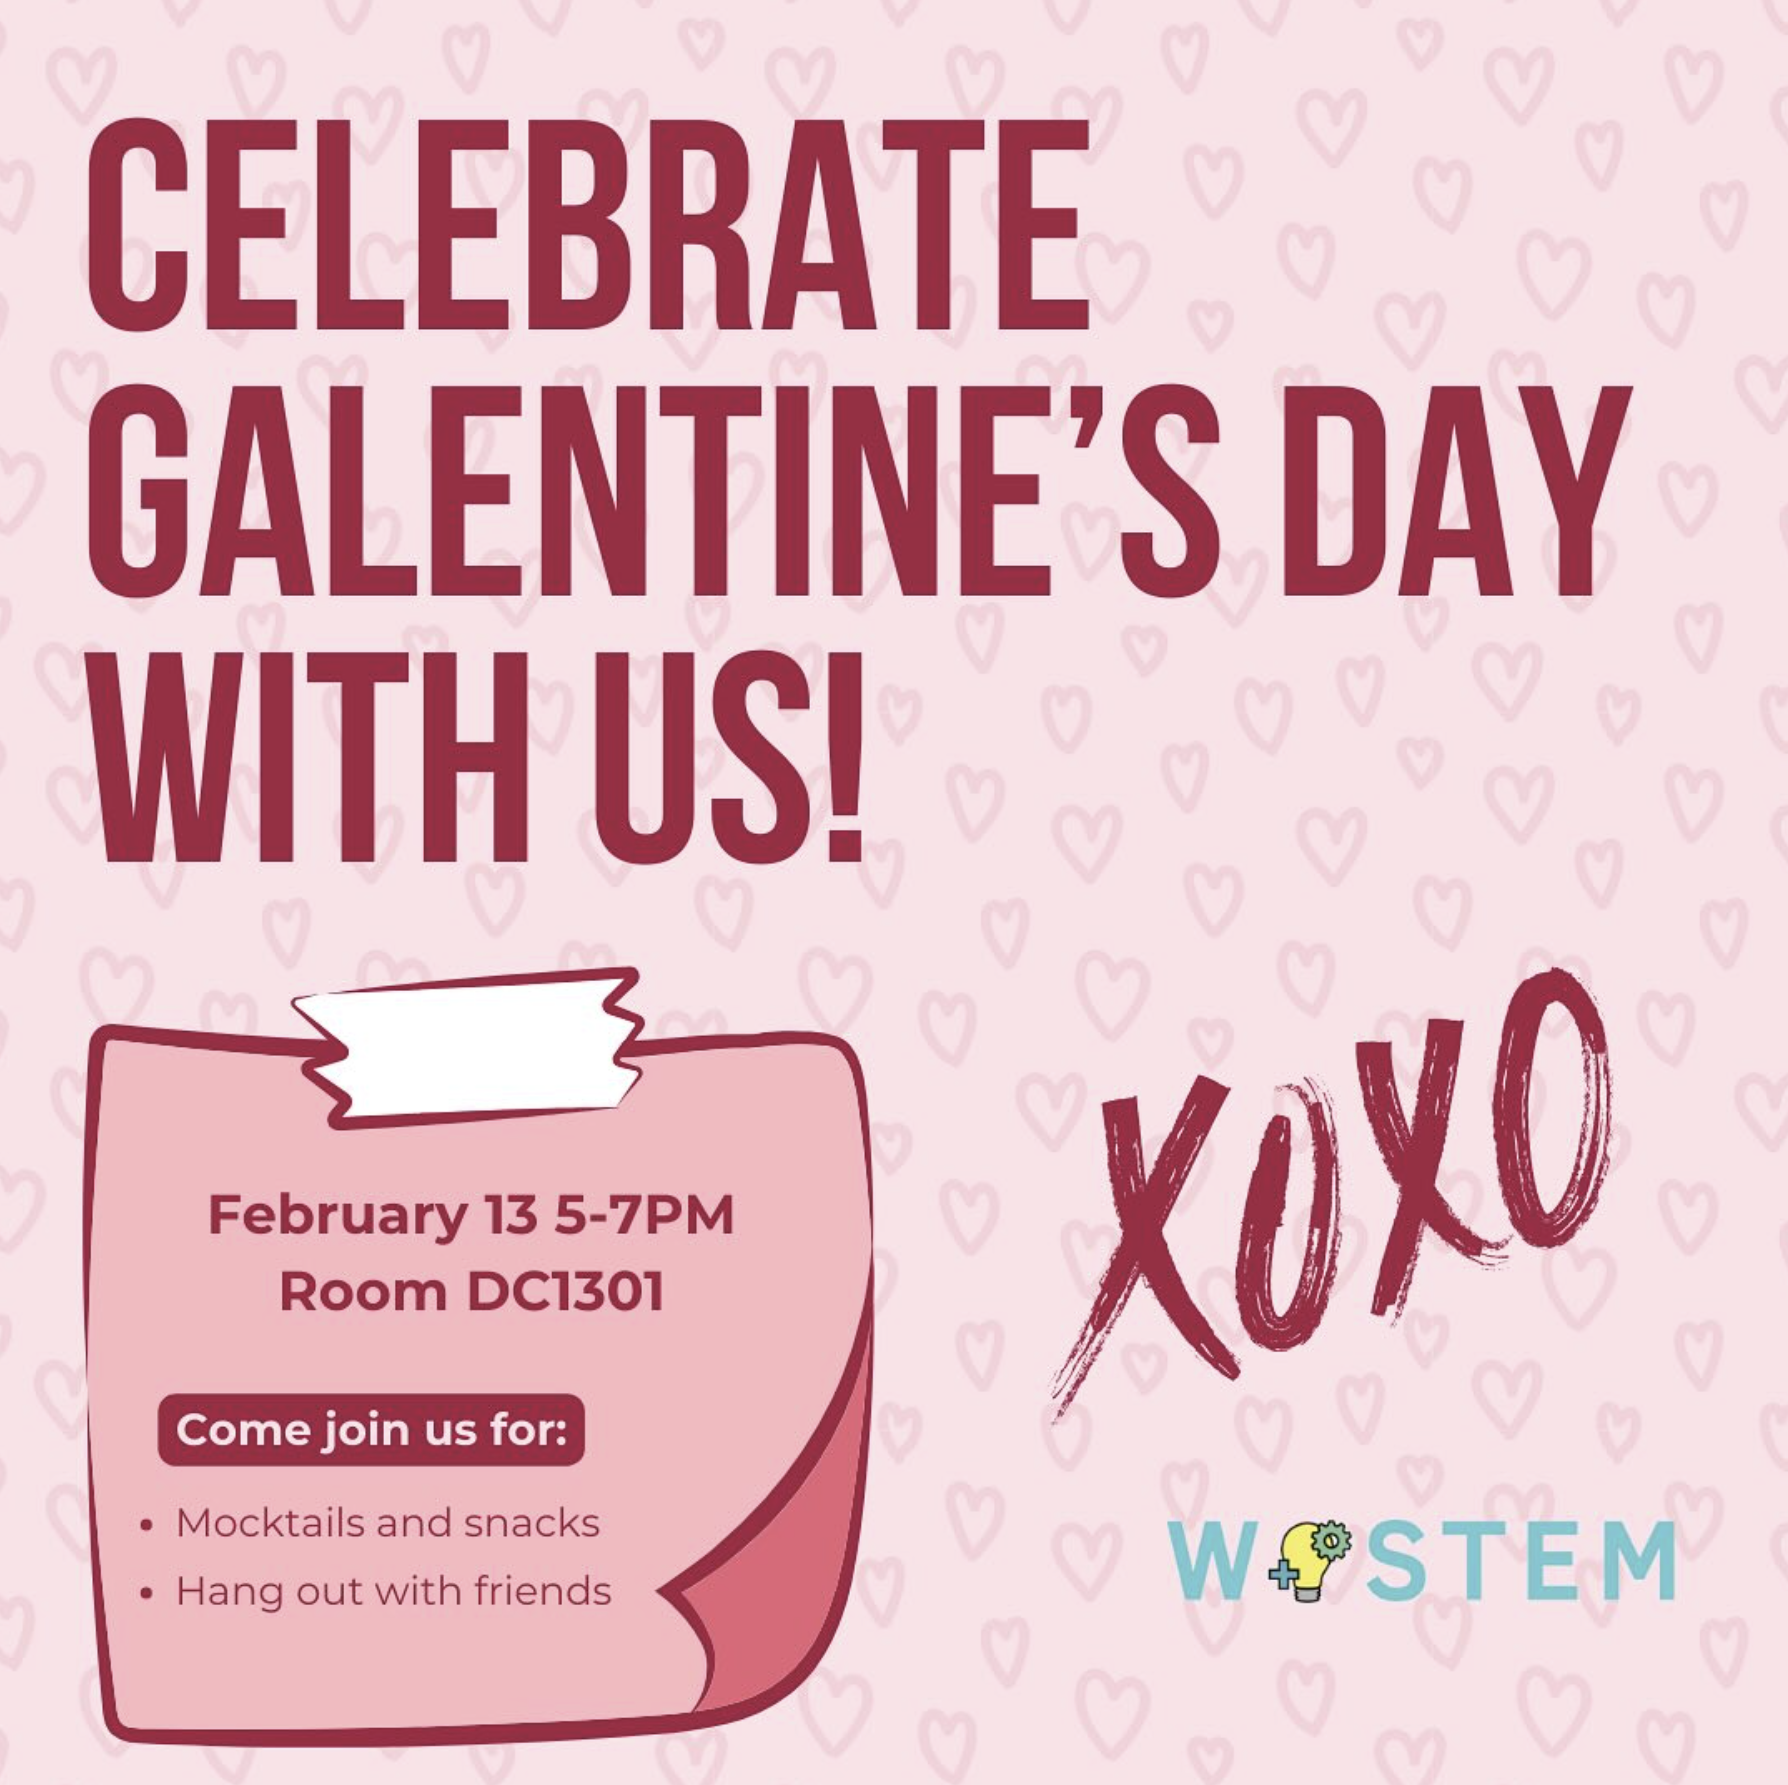 CELEBRATE
GALENTINE’S DAY
WITH US!
February 13 5-7PM
Room DC1301
Come join us for:
• Mocktails and snacks
• Hang out with friends
XOXO
WiSTEM